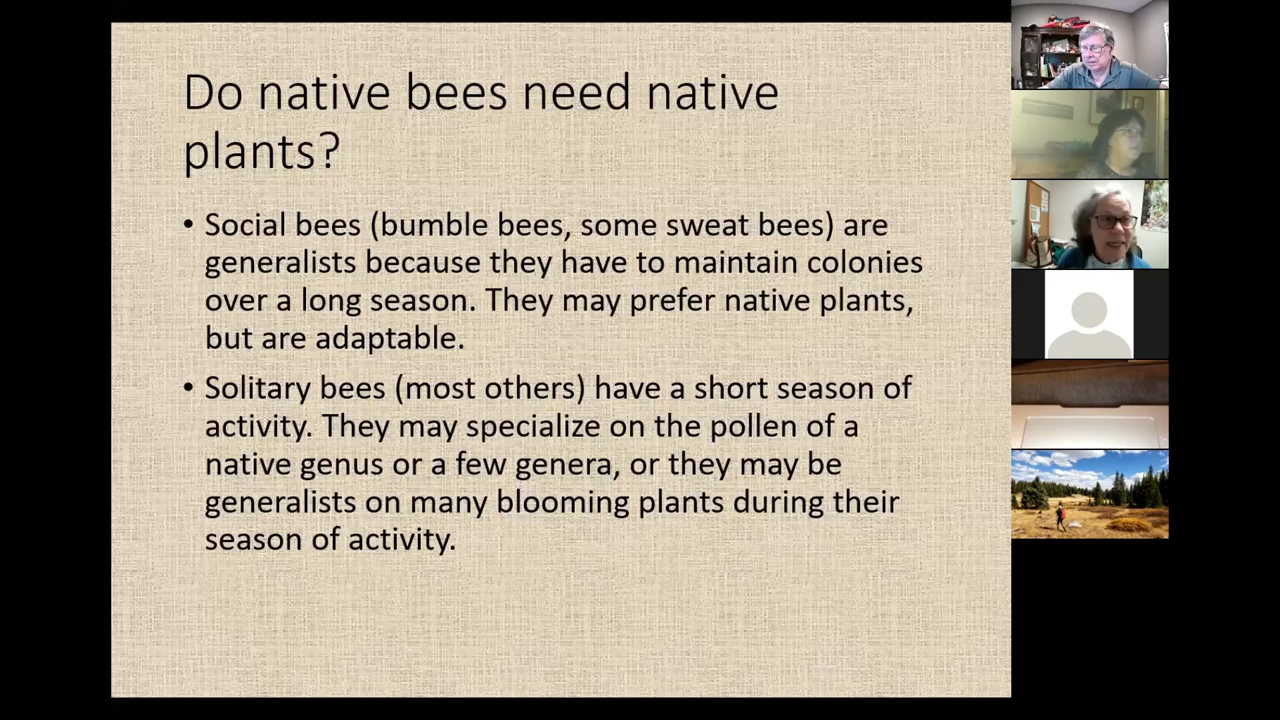 Do native bees need native
plants?
• Social bees (bumble bees, some sweat bees) are
generalists because they have to maintain colonies
over a long season. They may prefer native plants,
but are adaptable.
• Solitary bees (most others) have a short season of
activity. They may specialize on the pollen of a
native genus or a few genera, or they may be
generalists on many blooming plants during their
season of activity.